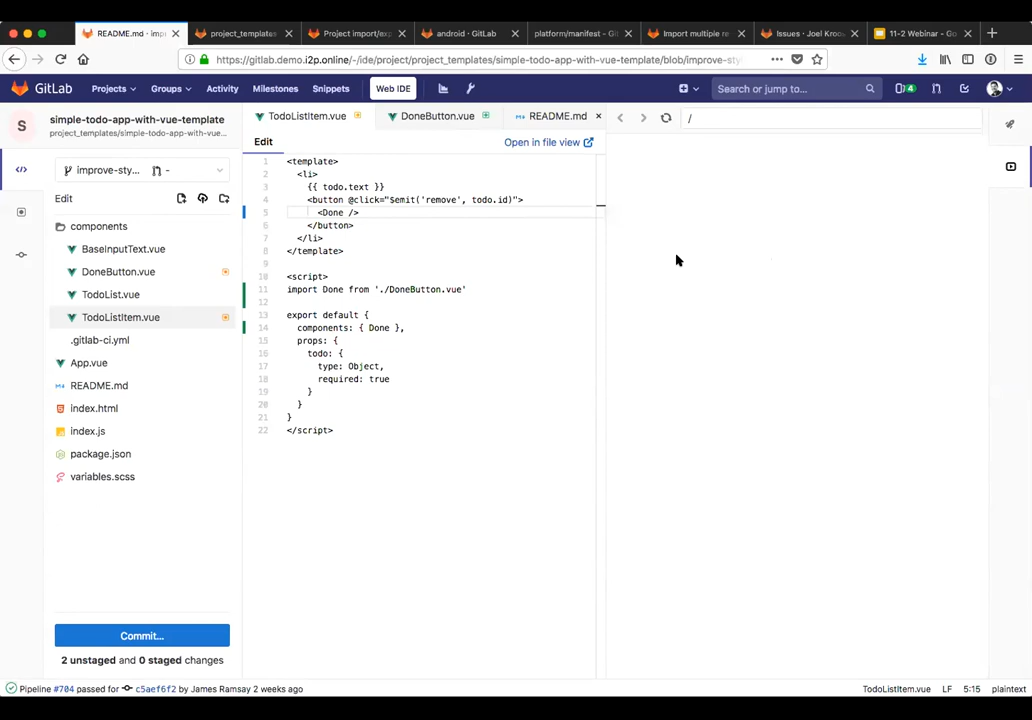 README.md · imp
project_templates
Project import/ex
android · GitLab
platform/manifest - Gi
Import multiple re
Issues · Joel Kroo
11-2 Webinar - Go
https://gitlab.demo.i2p.online/-/ide/project/project_templates/simple-todo-app-with-vue-template/blob/improve-sty
GitLab
Projects
Groups
Activity
Milestones
Snippets
Web IDE
Search or jump to...
4
S
simple-todo-app-with-vue-template
project_templates/simple-todo-app-with-vue...
improve-sty...
-
Edit
components
BaseInputText.vue
DoneButton.vue
TodoList.vue
TodoListItem.vue
.gitlab-ci.yml
App.vue
README.md
index.html
index.js
package.json
variables.scss
Commit...
2 unstaged and 0 staged changes
TodoListItem.vue
DoneButton.vue
README.md
Edit
Open in file view
1 <template>
2 <li>
3 {{ todo.text }}
4 <button @click="$emit('remove', todo.id)">
5 <Done />
6 </button>
7 </li>
8 </template>
9
10 <script>
11 import Done from './DoneButton.vue'
12
13 export default {
14 components: { Done },
15 props: {
16 todo: {
17 type: Object,
18 required: true
19 }
20 }
21 }
22 </script>
/
Pipeline #704 passed for c5aef6f2 by James Ramsay 2 weeks ago
TodoListItem.vue
LF
5:15
plaintext